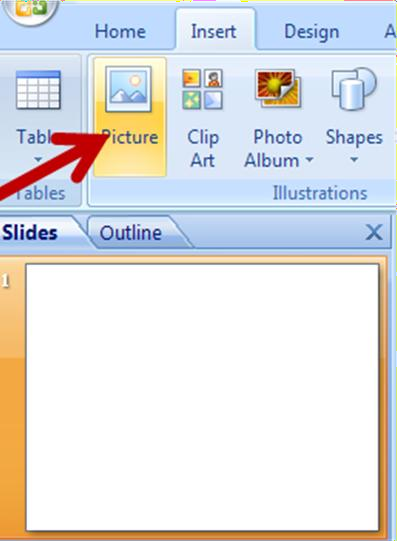 Home Insert Design A
Table Picture Clip Art Photo Album Shapes
Tables Illustrations
Slides Outline X
1